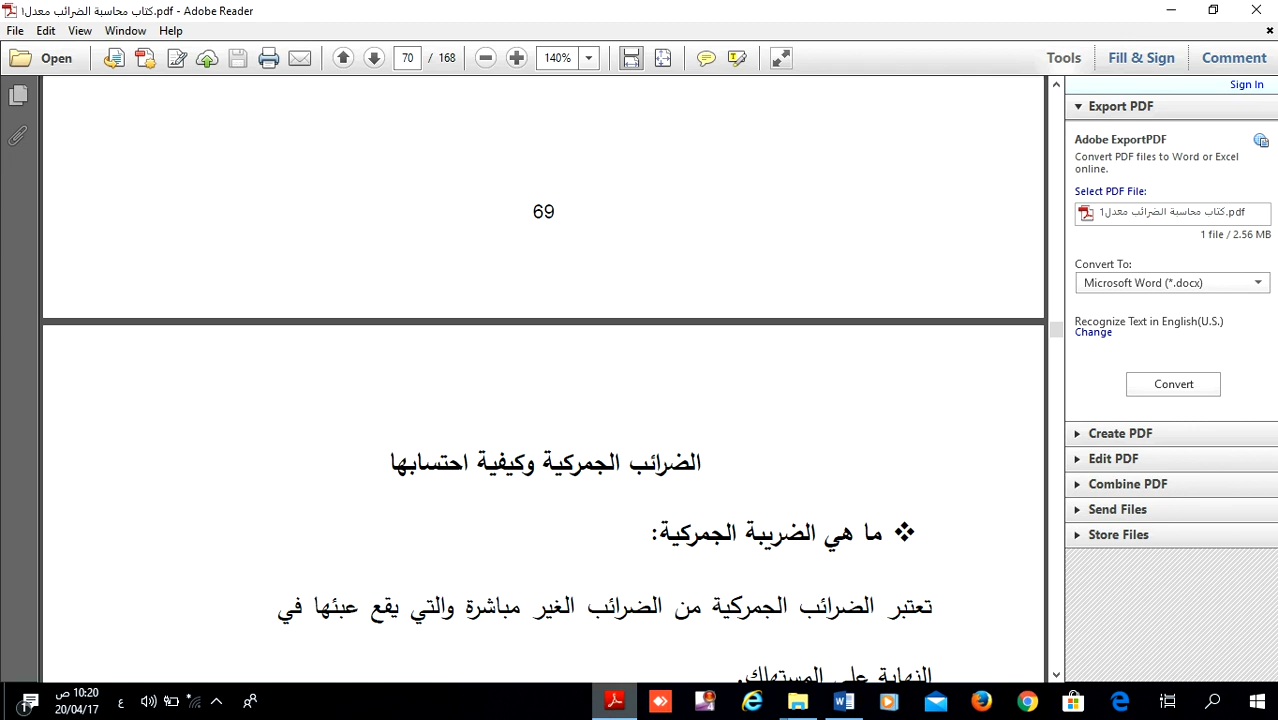 كتاب محاسبة الضرائب معدل1.pdf - Adobe Reader
File Edit View Window Help
Open 70 / 168 140% Tools Fill & Sign Comment
Sign In
Export PDF
Adobe ExportPDF
Convert PDF files to Word or Excel
online.
Select PDF File:
كتاب محاسبة الضرائب معدل1.pdf
1 file / 2.56 MB
Convert To:
Microsoft Word (*.docx)
Recognize Text in English(U.S.)
Change
Convert
Create PDF
Edit PDF
Combine PDF
Send Files
Store Files
69
الضرائب الجمركية وكيفية احتسابها
❖ ما هي الضريبة الجمركية:
تعتبر الضرائب الجمركية من الضرائب الغير مباشرة والتي يقع عبئها في
النهاية على المستهلك.
10:20 ص
20/04/17
ع